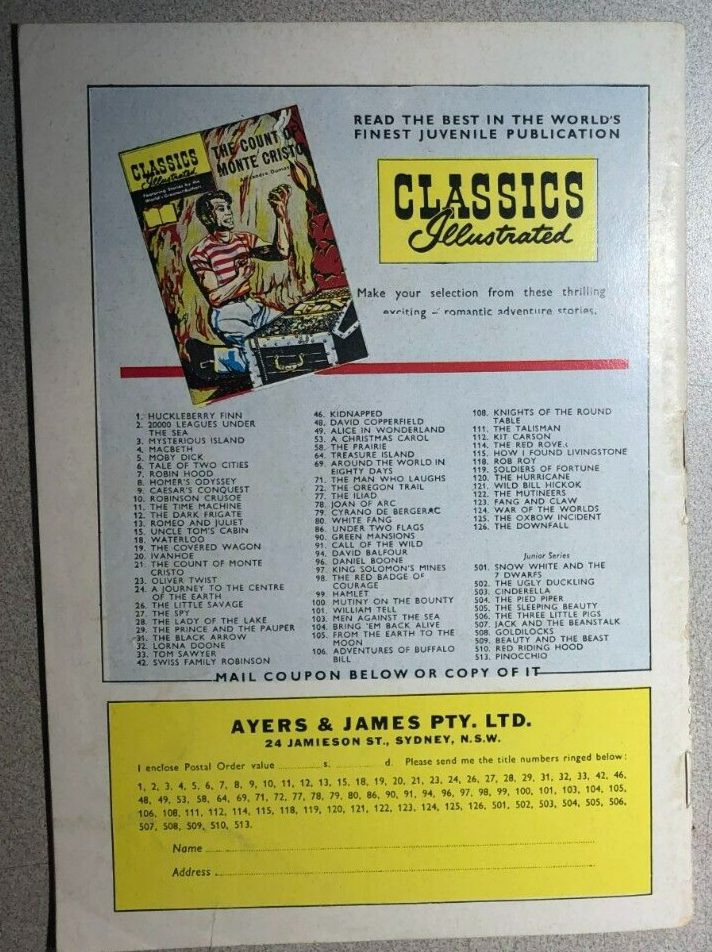 CLASSICS
Illustrated
Featuring Stories by the
World's Greatest Authors
THE COUNT OF
MONTE CRISTO
READ THE BEST IN THE WORLD'S
FINEST JUVENILE PUBLICATION
CLASSICS
Illustrated
Make your selection from these thrilling
exciting – romantic adventure stories.
1. HUCKLEBERRY FINN
2. 20000 LEAGUES UNDER
THE SEA
3. MYSTERIOUS ISLAND
4. MACBETH
5. MOBY DICK
6. TALE OF TWO CITIES
7. ROBIN HOOD
8. HOMER'S ODYSSEY
9. CAESAR'S CONQUEST
10. ROBINSON CRUSOE
11. THE TIME MACHINE
12. THE DARK FRIGATE
13. ROMEO AND JULIET
15. UNCLE TOM'S CABIN
18. WATERLOO
19. THE COVERED WAGON
20. IVANHOE
21. THE COUNT OF MONTE
CRISTO
23. OLIVER TWIST
24. A JOURNEY TO THE CENTRE
OF THE EARTH
26. THE LITTLE SAVAGE
27. THE SPY
28. THE LADY OF THE LAKE
29. THE PRINCE AND THE PAUPER
31. THE BLACK ARROW
32. LORNA DOONE
33. TOM SAWYER
42. SWISS FAMILY ROBINSON
46. KIDNAPPED
48. DAVID COPPERFIELD
49. ALICE IN WONDERLAND
53. A CHRISTMAS CAROL
58. THE PRAIRIE
64. TREASURE ISLAND
69. AROUND THE WORLD IN
EIGHTY DAYS
71. THE MAN WHO LAUGHS
72. THE OREGON TRAIL
77. THE ILIAD
78. JOAN OF ARC
79. CYRANO DE BERGERAC
80. WHITE FANG
86. UNDER TWO FLAGS
90. GREEN MANSIONS
91. CALL OF THE WILD
94. DAVID BALFOUR
96. DANIEL BOONE
97. KING SOLOMON'S MINES
98. THE RED BADGE OF
COURAGE
99. HAMLET
100. MUTINY ON THE BOUNTY
101. WILLIAM TELL
103. MEN AGAINST THE SEA
104. BRING 'EM BACK ALIVE
105. FROM THE EARTH TO THE
MOON
106. ADVENTURES OF BUFFALO
BILL
108. KNIGHTS OF THE ROUND
TABLE
111. THE TALISMAN
112. KIT CARSON
114. THE RED
115. HOW I FOUND LIVINGSTONE
118. ROB ROY
119. SOLDIERS OF FORTUNE
120. THE HURRICANE
121. WILD BILL HICKOK
122. THE MUTINEERS
123. FANG AND CLAW
124. WAR OF THE WORLDS
125. THE OXBOW INCIDENT
126. THE DOWNFALL
Junior Series
501. SNOW WHITE AND THE
7 DWARFS
502. THE UGLY DUCKLING
503. CINDERELLA
504. THE PIED PIPER
505. THE SLEEPING BEAUTY
506. THE THREE LITTLE PIGS
507. JACK AND THE BEANSTALK
508. GOLDILOCKS
509. BEAUTY AND THE BEAST
510. RED RIDING HOOD
513. PINOCCHIO
MAIL COUPON BELOW OR COPY OF IT
AYERS & JAMES PTY. LTD.
24 JAMIESON ST., SYDNEY, N.S.W.
I enclose Postal Order value ............ s. ............ d. Please send me the title numbers ringed below:
1, 2, 3, 4, 5, 6, 7, 8, 9, 10, 11, 12, 13, 15, 18, 19, 20, 21, 23, 24, 26, 27, 28, 29, 31, 32, 33, 42, 46,
48, 49, 53, 58, 64, 69, 71, 72, 77, 78, 79, 80, 86, 90, 91, 94, 96, 97, 98, 99, 100, 101, 103, 104, 105,
106, 108, 111, 112, 114, 115, 118, 119, 120, 121, 122, 123, 124, 125, 126, 501, 502, 503, 504, 505, 506,
507, 508, 509, 510, 513.
Name
Address